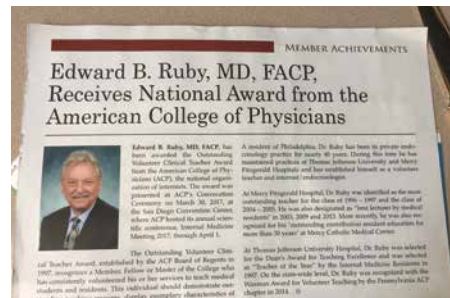 MEMBER ACHIEVEMENTS
Edward B. Ruby, MD, FACP,
Receives National Award from the
American College of Physicians
Edward B. Ruby, MD, FACP, has
been awarded the Outstanding
Volunteer Clinical Teacher Award
from the American College of Phy-
sicians (ACP), the national organi-
zation of internists. The award was
presented at ACP's Convocation
Ceremony on March 30, 2017, at
the San Diego Convention Center,
where ACP hosted its annual scien-
tific conference, Internal Medicine
Meeting 2017, through April 1.
The Outstanding Volunteer Clini-
cal Teacher Award, established by the ACP Board of Regents in
1997, recognizes a Member, Fellow or Master of the College who
has consistently volunteered his or her services to teach medical
students and residents. This individual should demonstrate out-
exemplary characteristics of
A resident of Philadelphia, Dr. Ruby has been in private endo-
crinology practice for nearly 40 years. During this time he has
maintained practices at Thomas Jefferson University and Mercy
Fitzgerald Hospitals and has established himself as a volunteer
teacher and internist/endocrinologist.
At Mercy Fitzgerald Hospital, Dr. Ruby was identified as the most
outstanding teacher for the class of 1996 – 1997 and the class of
2004 – 2005. He was also designated as "best lecturer by medical
residents" in 2003, 2009 and 2013. Most recently, he was also rec-
ognized for his "outstanding contribution resident education for
more than 30 years" at Mercy Catholic Medical Center.
At Thomas Jefferson University Hospital, Dr. Ruby was selected
for the Dean's Award for Teaching Excellence and was selected
as "Teacher of the Year" by the Internal Medicine Residents in
1997. On the state-wide level, Dr. Ruby was recognized with the
Waxman Award for Volunteer Teaching by the Pennsylvania ACP
chapter in 2014.